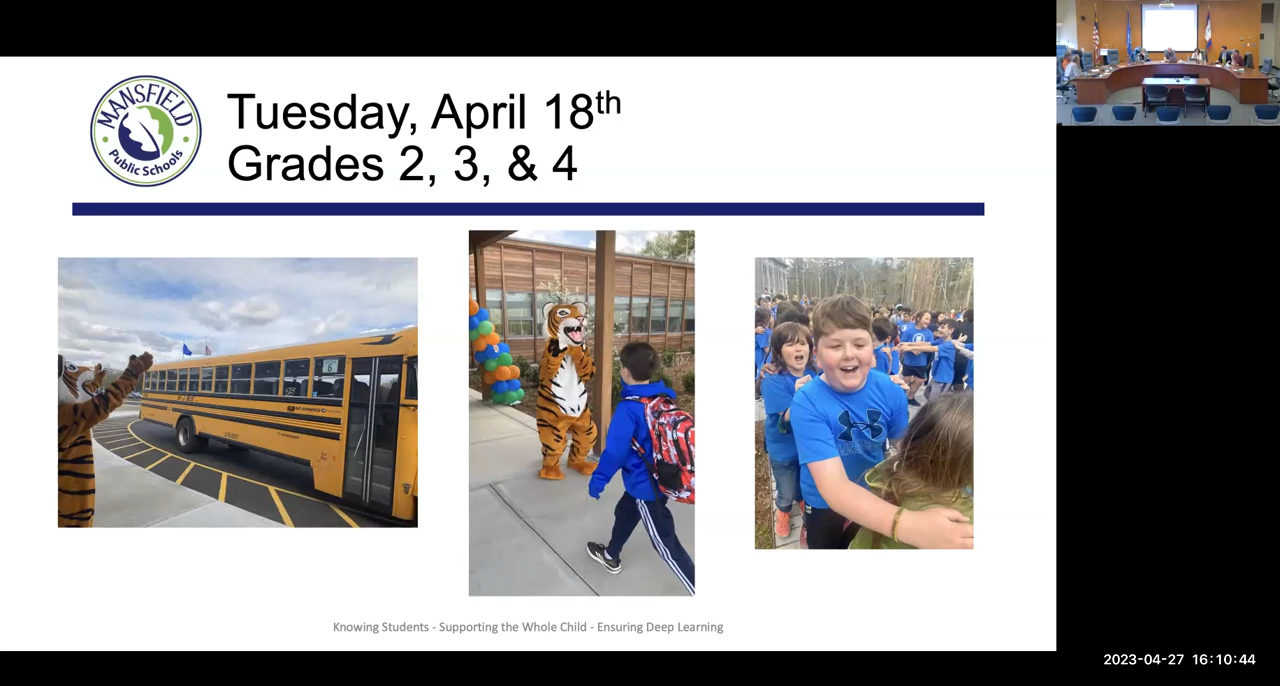 MANSFIELD
Public Schools
Tuesday, April 18th
Grades 2, 3, & 4
6
Knowing Students - Supporting the Whole Child - Ensuring Deep Learning
2023-04-27 16:10:44